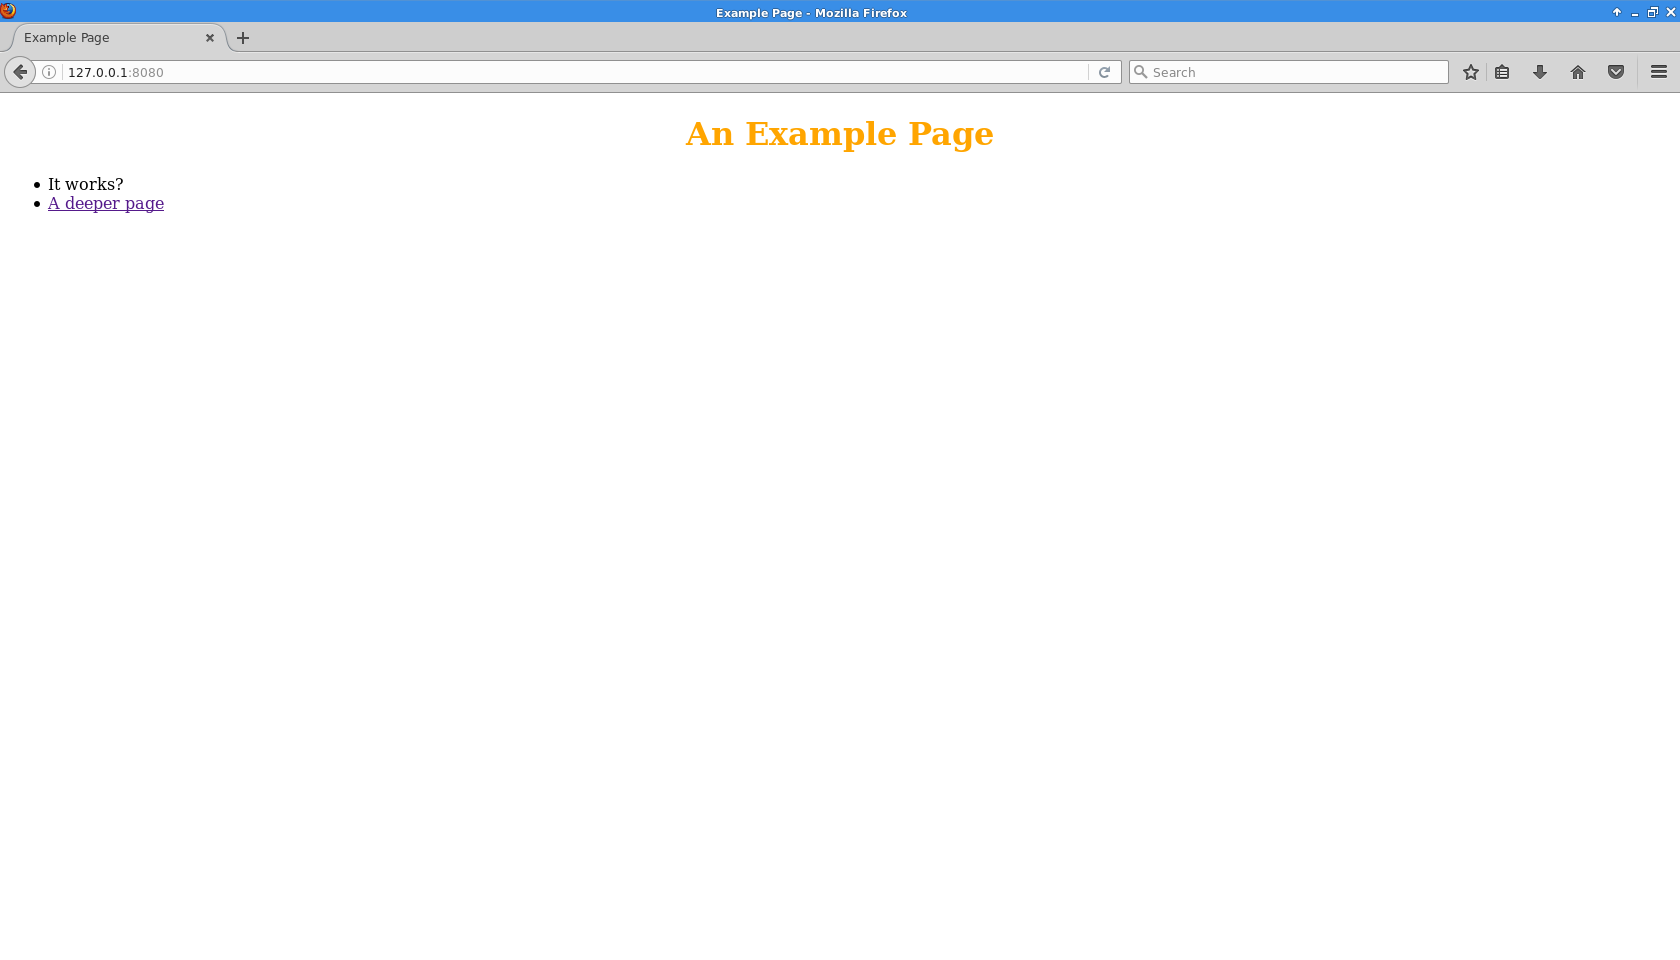 Example Page - Mozilla Firefox
Example Page
127.0.0.1:8080
Search
An Example Page
It works?
A deeper page